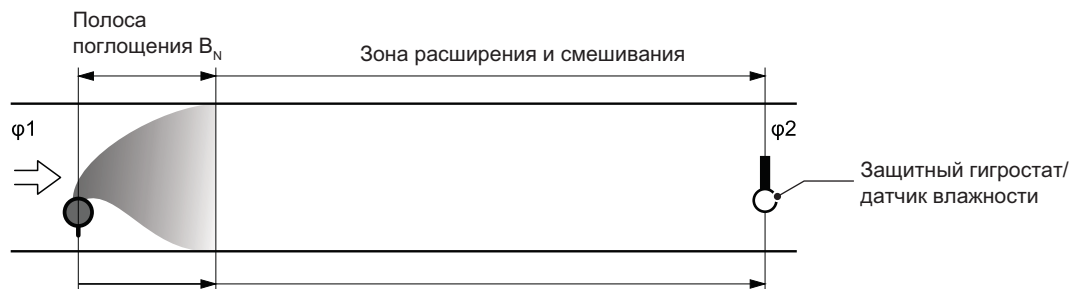 Полоса
поглощения B_N
Зона расширения и смешивания
φ1
φ2
Защитный гигростат/
датчик влажности